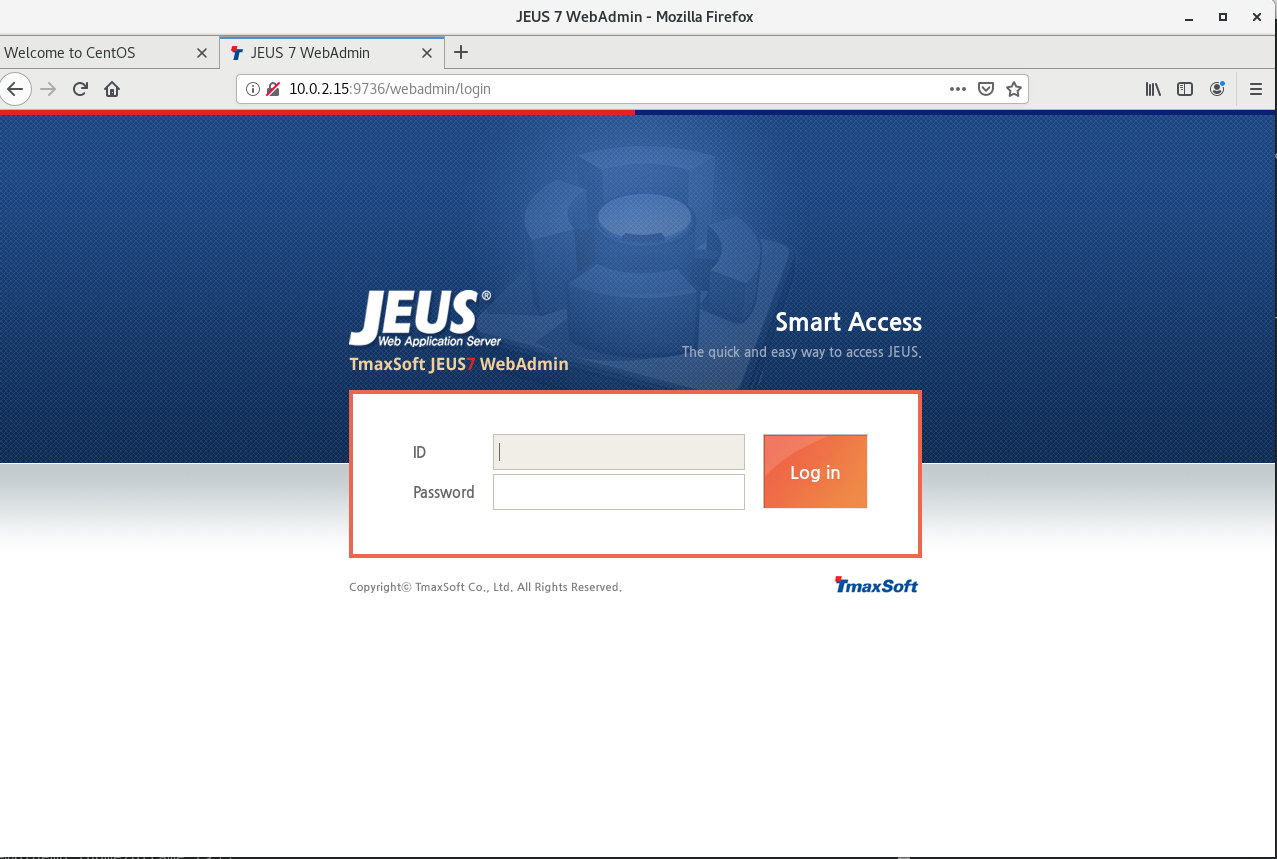 JEUS 7 WebAdmin - Mozilla Firefox
Welcome to CentOS
JEUS 7 WebAdmin
10.0.2.15:9736/webadmin/login
JEUS®
Web Application Server
TmaxSoft JEUS7 WebAdmin
Smart Access
The quick and easy way to access JEUS.
ID
Password
Log in
Copyright© TmaxSoft Co., Ltd. All Rights Reserved.
TmaxSoft